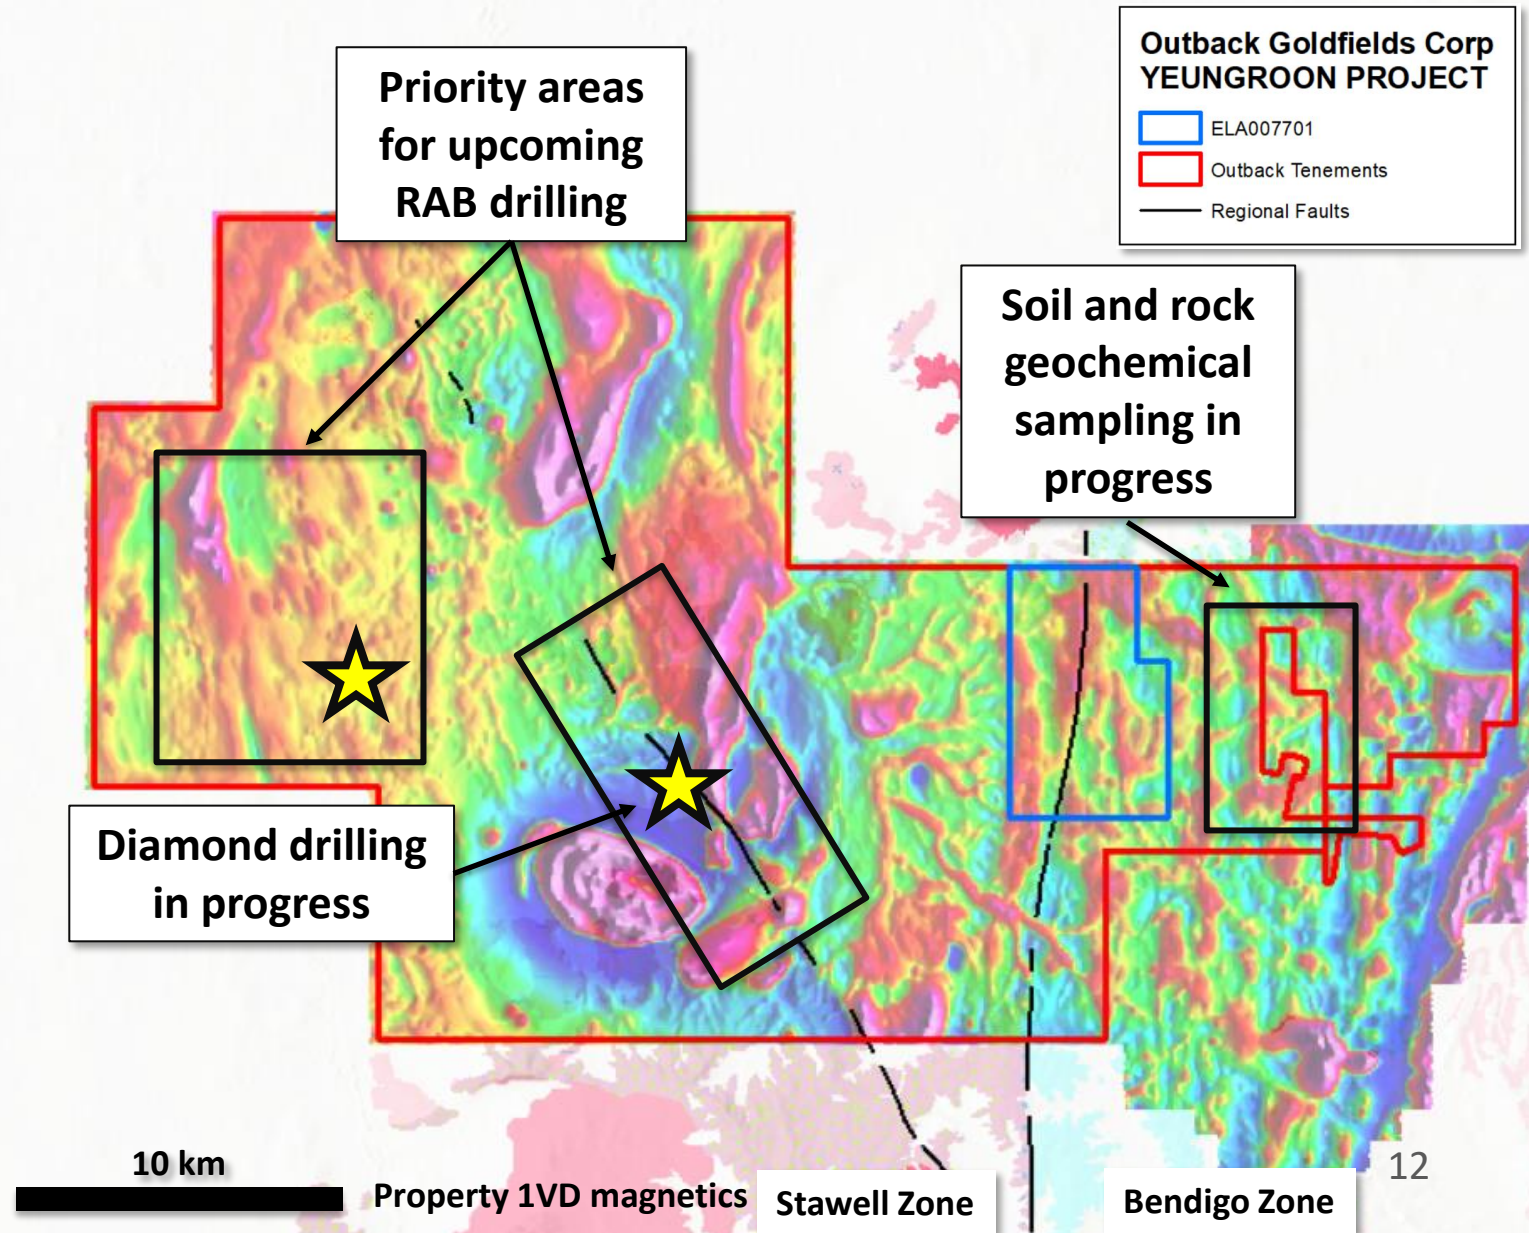 Outback Goldfields Corp
YEUNGROON PROJECT
ELA007701
Outback Tenements
Regional Faults
Priority areas
for upcoming
RAB drilling
Soil and rock
geochemical
sampling in
progress
Diamond drilling
in progress
10 km
Property 1VD magnetics
Stawell Zone
Bendigo Zone
12